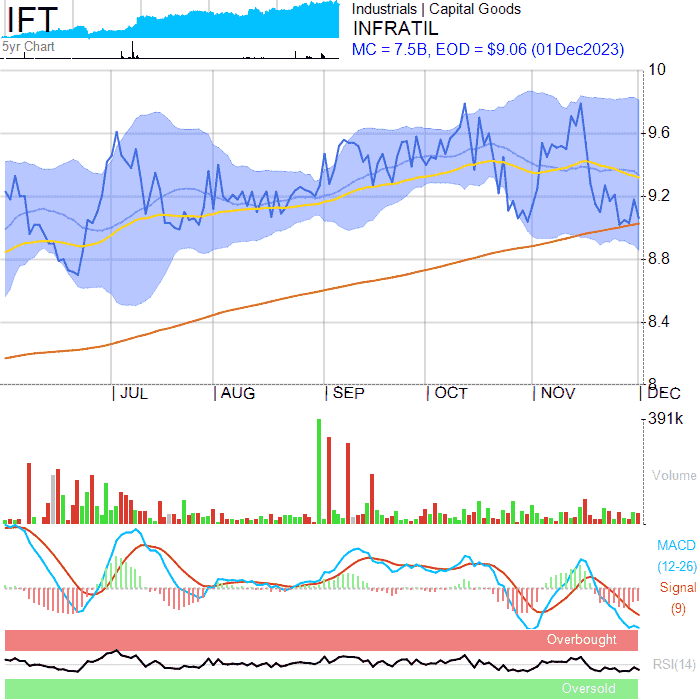 IFT
5yr Chart
Industrials | Capital Goods
INFRATIL
MC = 7.5B, EOD = $9.06 (01Dec2023)
10
9.6
9.2
8.8
8.4
8
JUL AUG SEP OCT NOV DEC
391k
Volume
MACD
(12-26)
Signal
(9)
Overbought
RSI(14)
Oversold